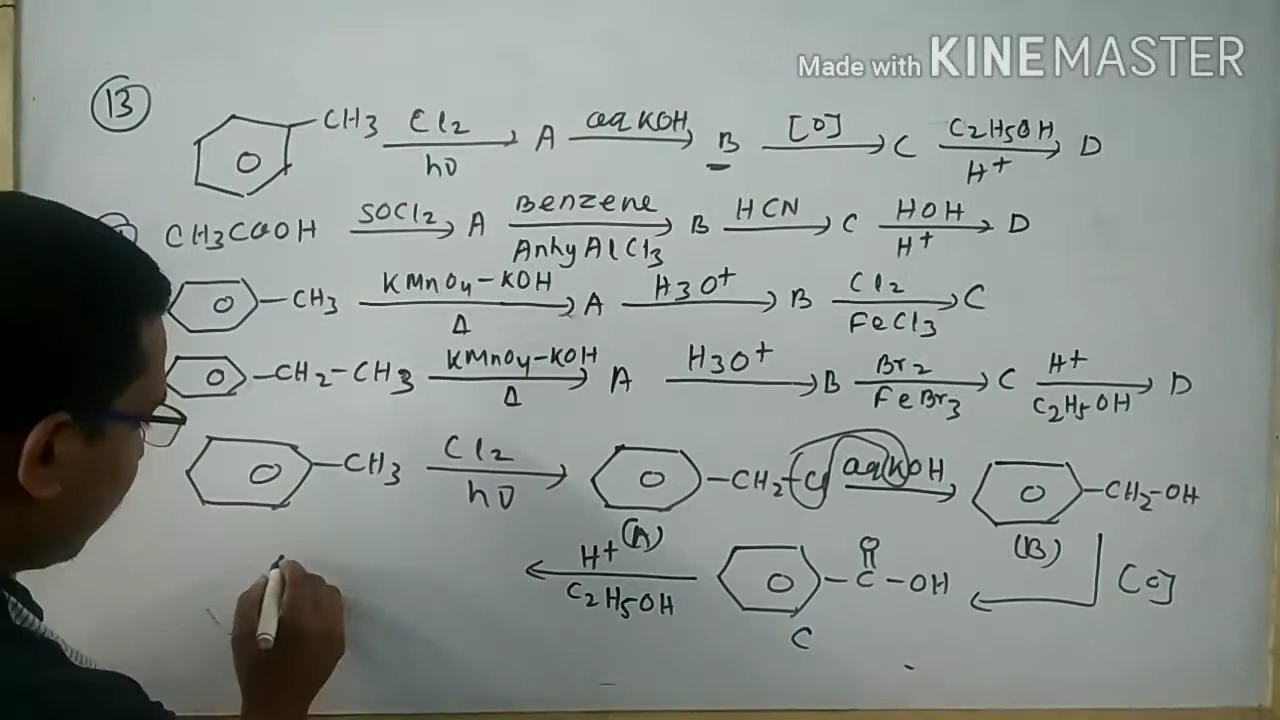 Made with KINEMASTER
13
CH3 Cl2 hν A aq KOH B [O] C C2H5OH H+ D
CH3COOH SOCl2 A Benzene Anhy AlCl3 B HCN C HOH H+ D
CH3 KMnO4-KOH Δ A H3O+ B Cl2 FeCl3 C
CH2-CH3 KMnO4-KOH Δ A H3O+ B Br2 FeBr3 C H+ C2H5OH D
CH3 Cl2 hν CH2-Cl aq KOH CH2-OH
(A) (B) [O]
H+ C2H5OH O C-OH
C